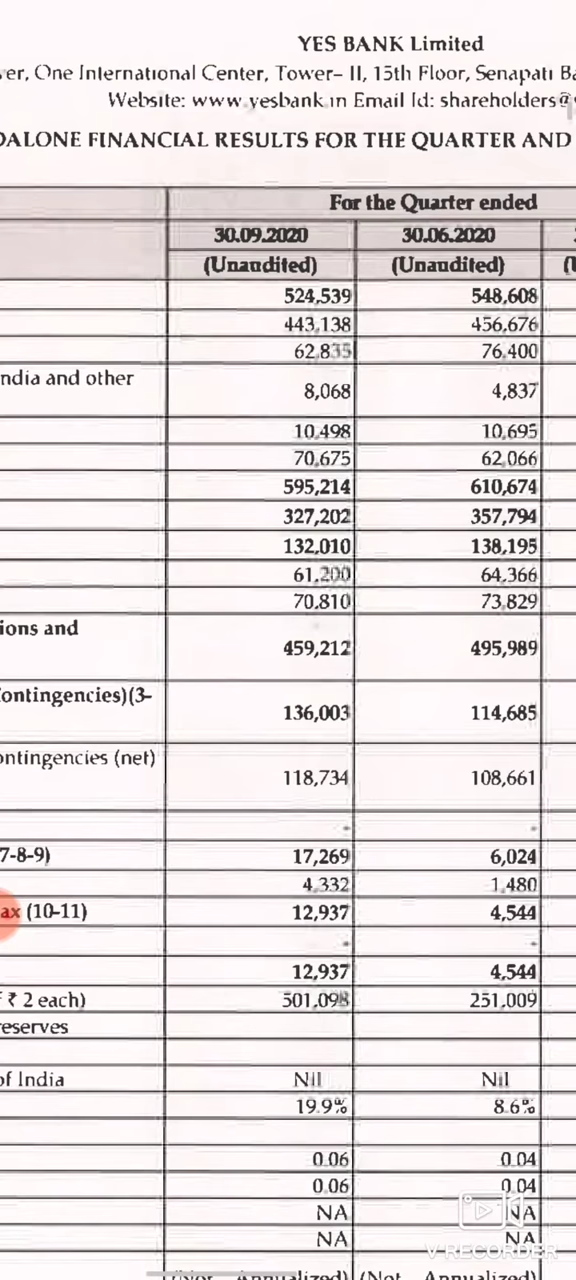 YES BANK Limited
ver, One International Center, Tower- II, 15th Floor, Senapati Ba
Website: www.yesbank.in Email Id: shareholders@
DALONE FINANCIAL RESULTS FOR THE QUARTER AND
For the Quarter ended
30.09.2020 30.06.2020
(Unaudited) (Unaudited) (U
524,539 548,608
443,138 456,676
62,835 76,400
ndia and other
8,068 4,837
10,498 10,695
70,675 62,066
595,214 610,674
327,202 357,794
132,010 138,195
61,200 64,366
70,810 73,829
ions and
459,212 495,989
Contingencies)(3-
136,003 114,685
ontingencies (net)
118,734 108,661
- -
7-8-9) 17,269 6,024
4,332 1,480
ax (10-11) 12,937 4,544
- -
12,937 4,544
f ₹ 2 each) 501,098 251,009
reserves
of India Nil Nil
19.9% 8.6%
0.06 0.04
0.06 0.04
NA NA
NA NA
V RECORDER
(Not Annualized) (Not Annualized)